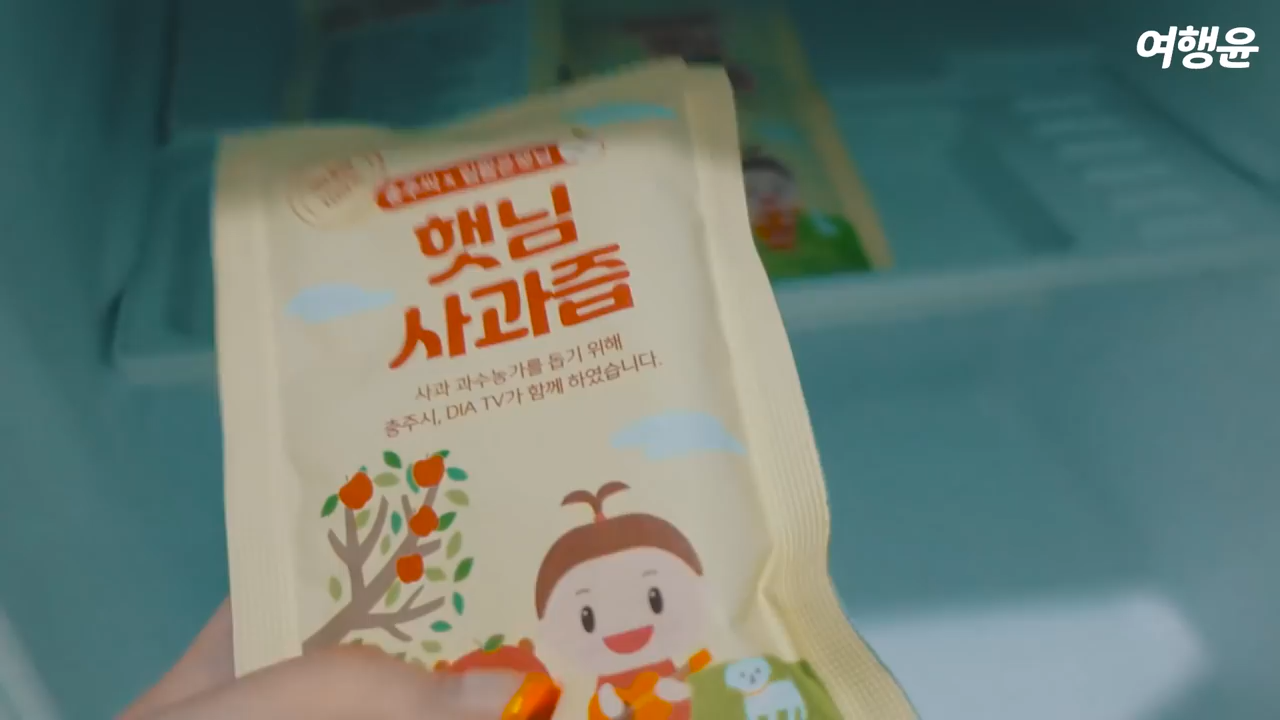 여행윤
햇님
사과즙
사과 과수농가를 돕기 위해
충주시, DIA TV가 함께 하였습니다.